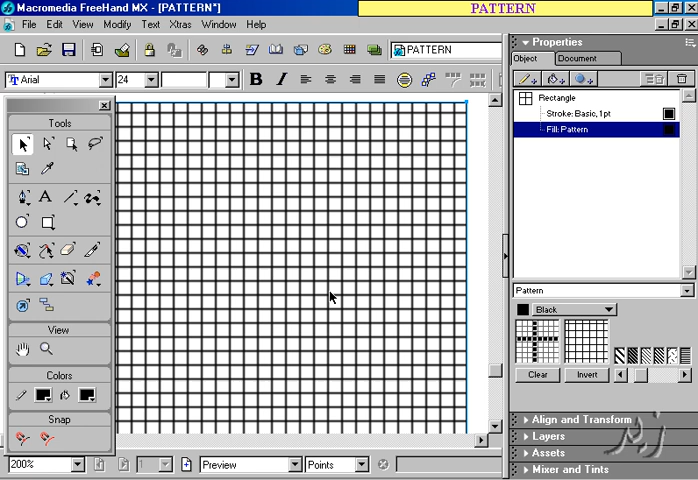 Macromedia FreeHand MX - [PATTERN]
PATTERN
File Edit View Modify Text Xtras Window Help
PATTERN
Arial
24
B I
Tools
A
View
Colors
Snap
200%
1
Preview
Points
Properties
Object
Document
Rectangle
Stroke: Basic, 1pt
Fill: Pattern
Pattern
Black
Clear
Invert
Align and Transform
Layers
Assets
Mixer and Tints